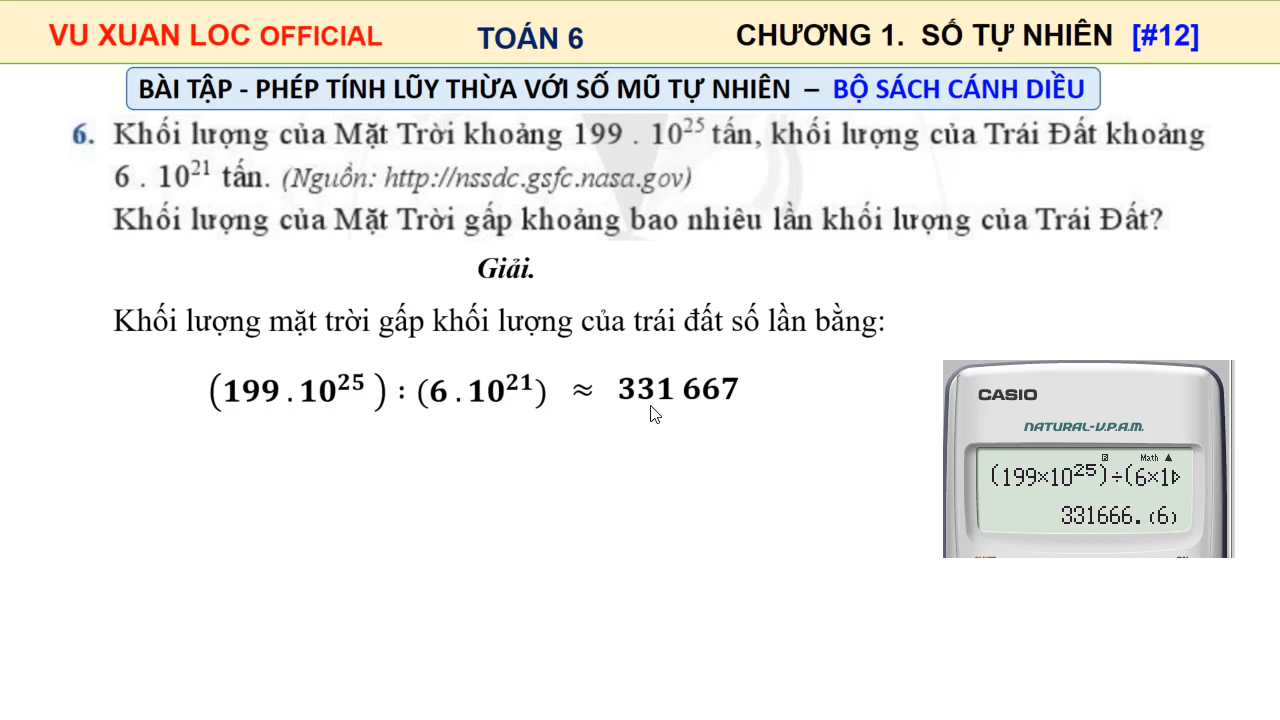 VU XUAN LOC OFFICIAL TOÁN 6 CHƯƠNG 1. SỐ TỰ NHIÊN [#12]
BÀI TẬP - PHÉP TÍNH LŨY THỪA VỚI SỐ MŨ TỰ NHIÊN – BỘ SÁCH CÁNH DIỀU
6. Khối lượng của Mặt Trời khoảng 199 . 10²⁵ tấn, khối lượng của Trái Đất khoảng
6 . 10²¹ tấn. (Nguồn: http://nssdc.gsfc.nasa.gov)
Khối lượng của Mặt Trời gấp khoảng bao nhiêu lần khối lượng của Trái Đất?
Giải.
Khối lượng mặt trời gấp khối lượng của trái đất số lần bằng:
(199 . 10²⁵ ) : (6 . 10²¹) ≈ 331 667
CASIO
NATURAL-V.P.A.M.
Math ▲
(199×10²⁵)÷(6×1
331666.(6)